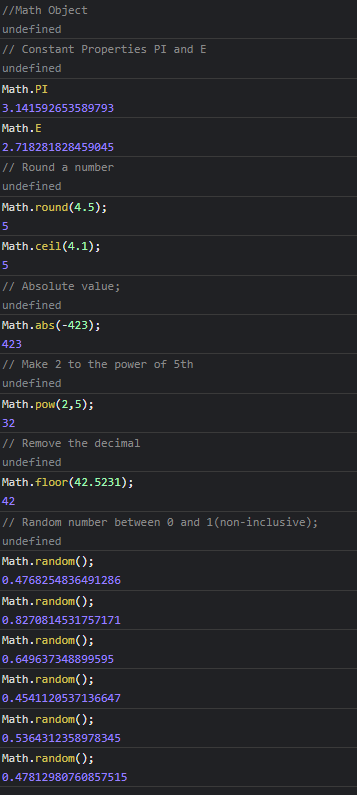 //Math Object
undefined
// Constant Properties PI and E
undefined
Math.PI
3.141592653589793
Math.E
2.718281828459045
// Round a number
undefined
Math.round(4.5);
5
Math.ceil(4.1);
5
// Absolute value;
undefined
Math.abs(-423);
423
// Make 2 to the power of 5th
undefined
Math.pow(2,5);
32
// Remove the decimal
undefined
Math.floor(42.5231);
42
// Random number between 0 and 1(non-inclusive);
undefined
Math.random();
0.4768254836491286
Math.random();
0.8270814531757171
Math.random();
0.649637348899595
Math.random();
0.4541120537136647
Math.random();
0.5364312358978345
Math.random();
0.47812980760857515